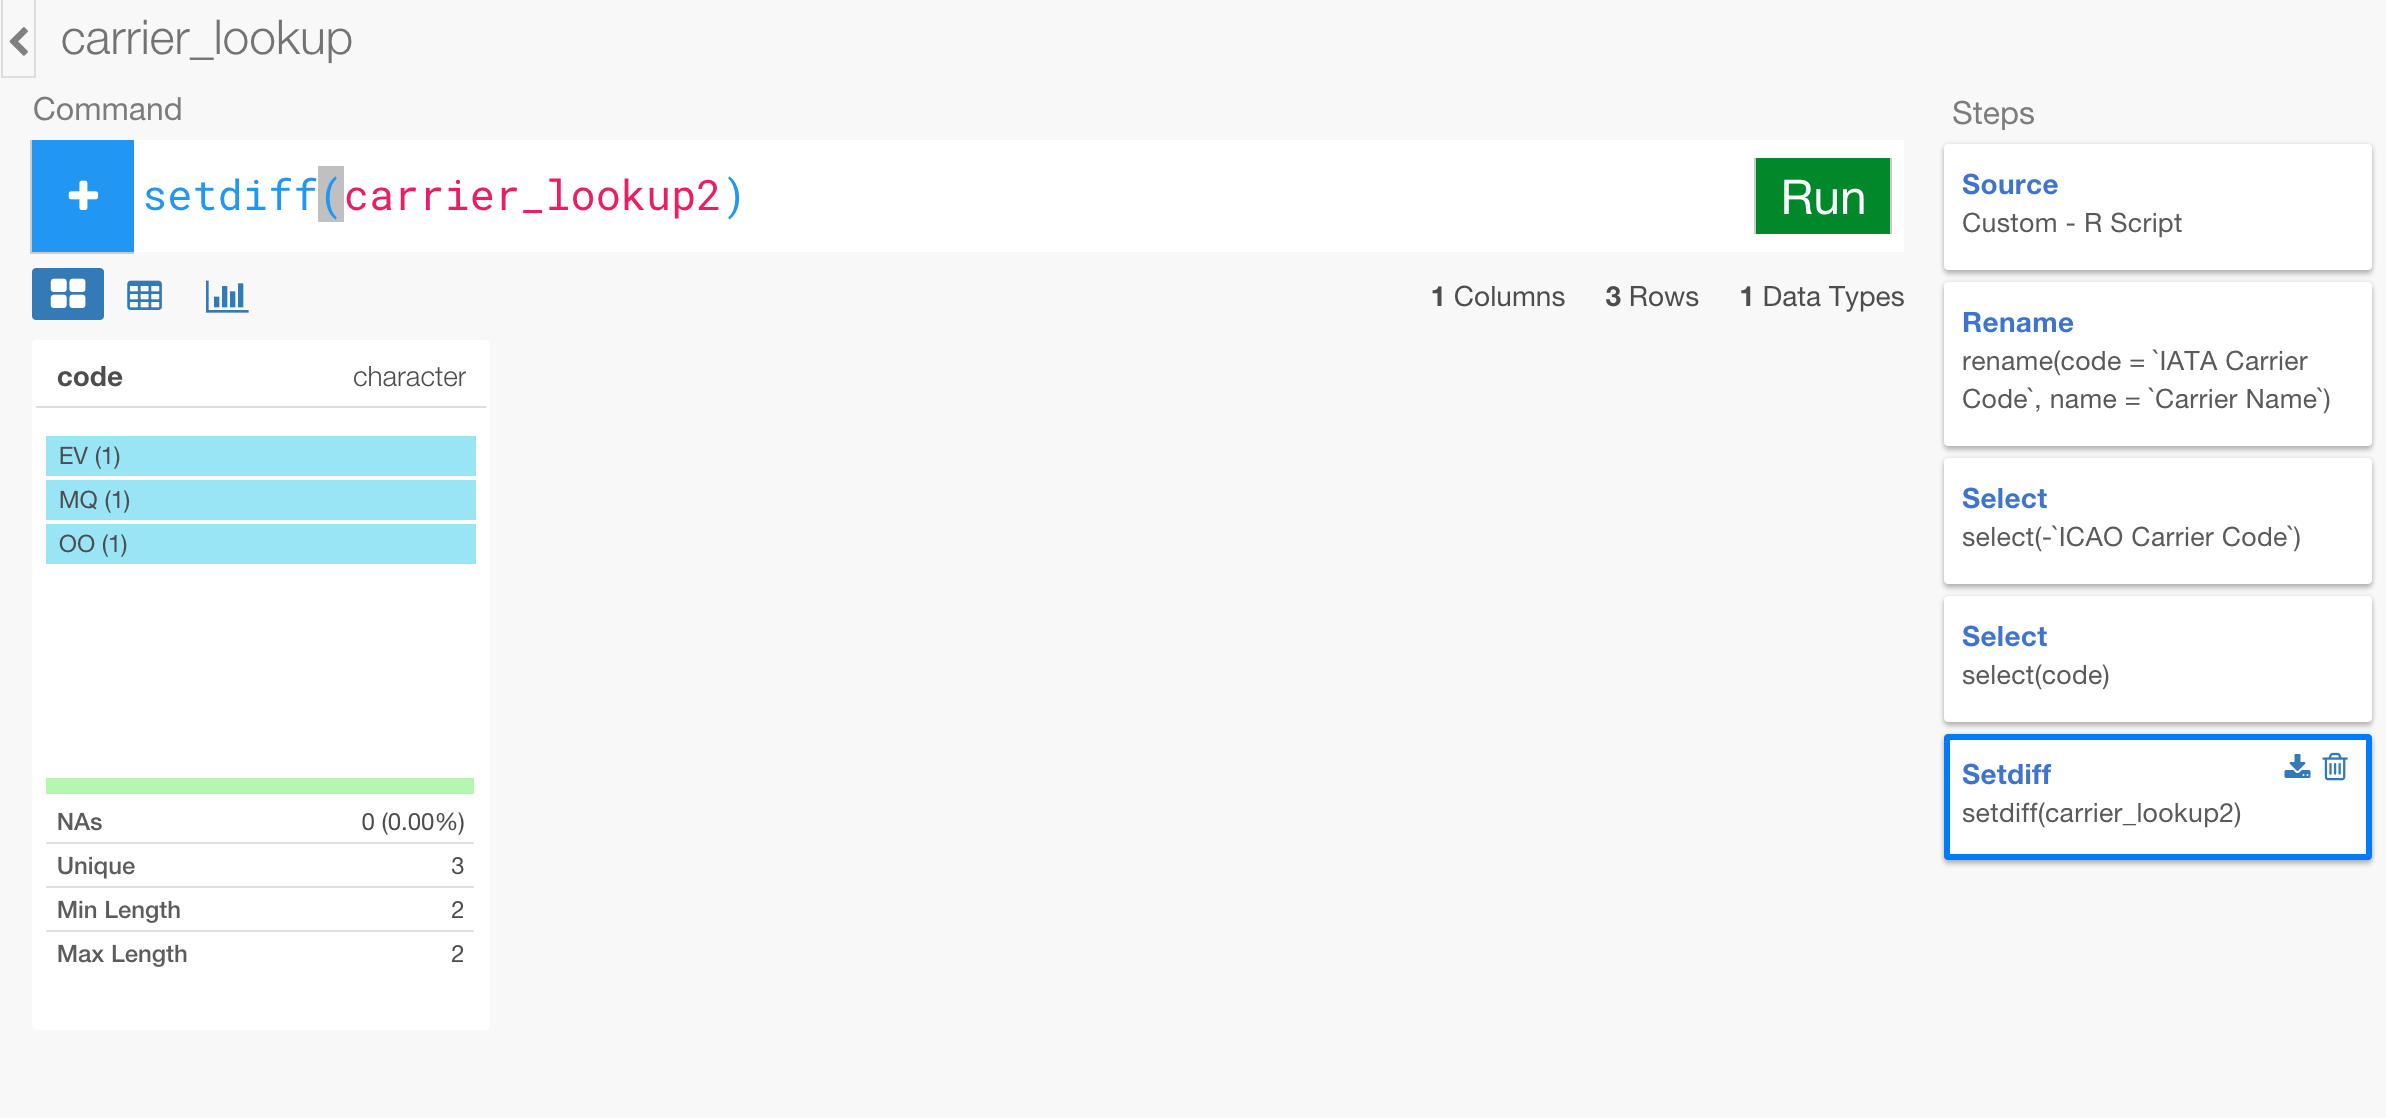 carrier_lookup
Command
setdiff(carrier_lookup2)
Run
1 Columns 3 Rows 1 Data Types
code character
EV (1)
MQ (1)
OO (1)
NAs 0 (0.00%)
Unique 3
Min Length 2
Max Length 2
Steps
Source
Custom - R Script
Rename
rename(code = `IATA Carrier
Code`, name = `Carrier Name`)
Select
select(-`ICAO Carrier Code`)
Select
select(code)
Setdiff
setdiff(carrier_lookup2)